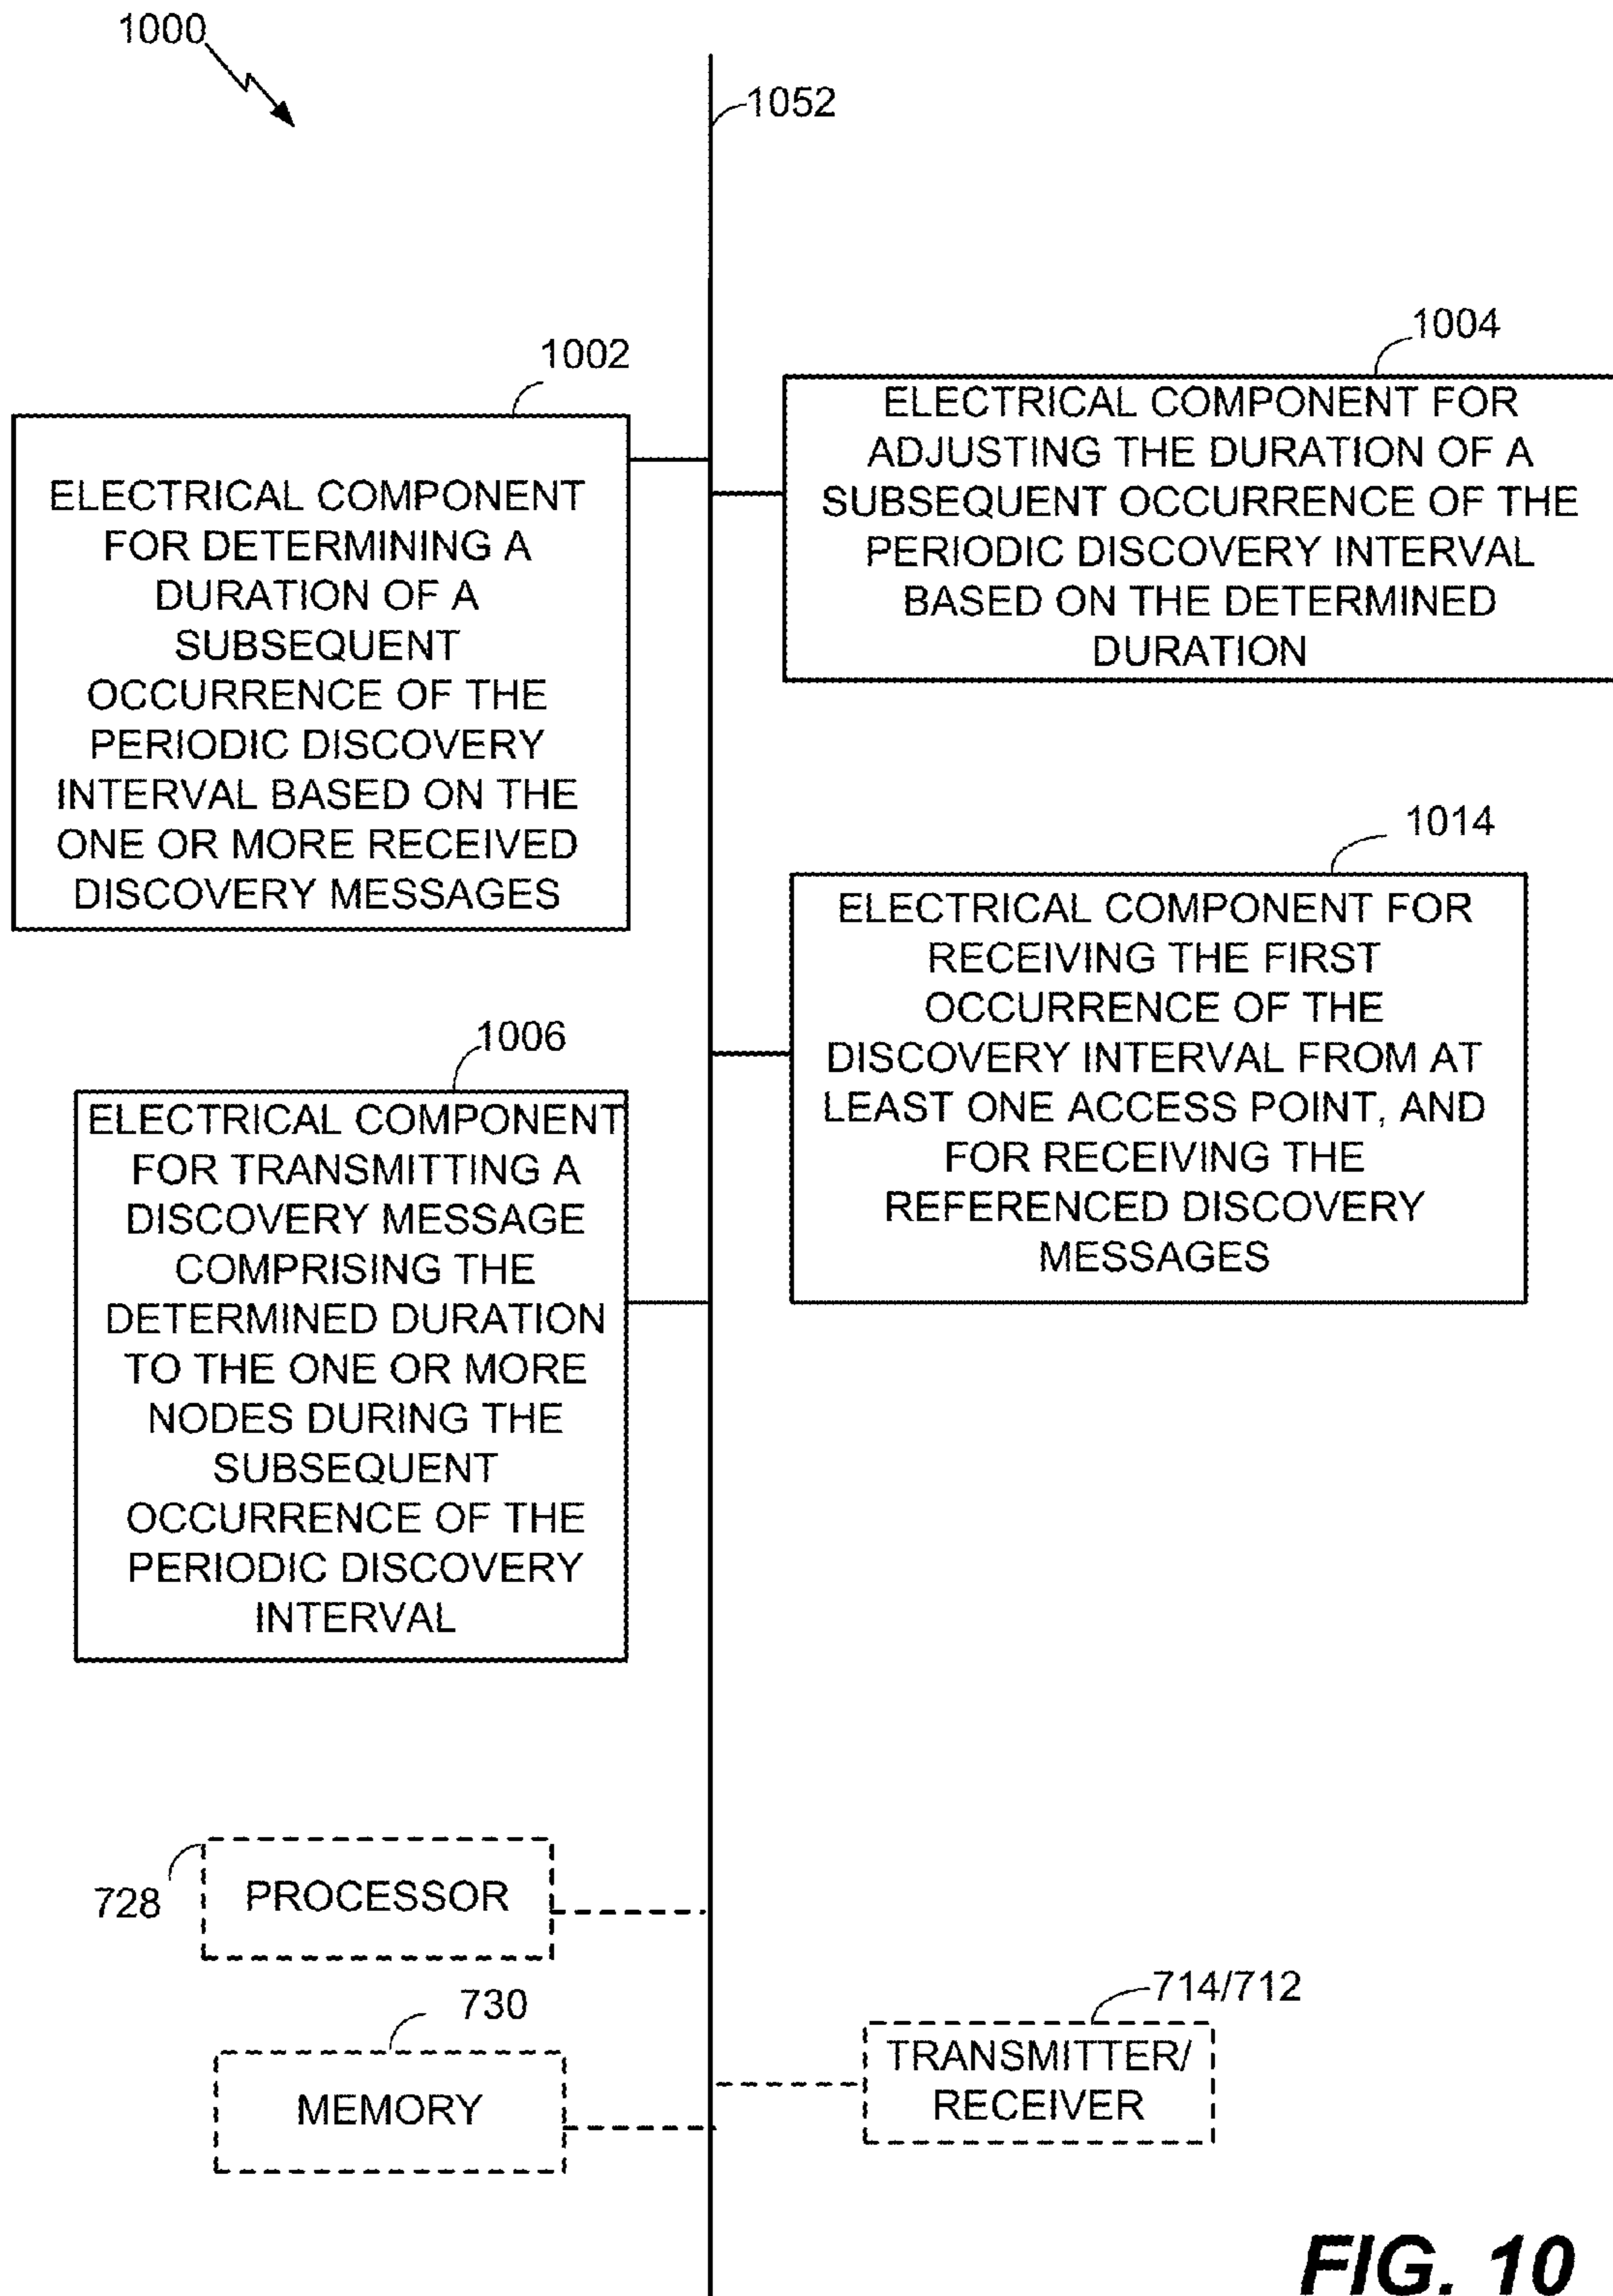 1000
1052
1002
ELECTRICAL COMPONENT
FOR DETERMINING A
DURATION OF A
SUBSEQUENT
OCCURRENCE OF THE
PERIODIC DISCOVERY
INTERVAL BASED ON THE
ONE OR MORE RECEIVED
DISCOVERY MESSAGES
1004
ELECTRICAL COMPONENT FOR
ADJUSTING THE DURATION OF A
SUBSEQUENT OCCURRENCE OF THE
PERIODIC DISCOVERY INTERVAL
BASED ON THE DETERMINED
DURATION
1014
ELECTRICAL COMPONENT FOR
RECEIVING THE FIRST
OCCURRENCE OF THE
DISCOVERY INTERVAL FROM AT
LEAST ONE ACCESS POINT, AND
FOR RECEIVING THE
REFERENCED DISCOVERY
MESSAGES
1006
ELECTRICAL COMPONENT
FOR TRANSMITTING A
DISCOVERY MESSAGE
COMPRISING THE
DETERMINED DURATION
TO THE ONE OR MORE
NODES DURING THE
SUBSEQUENT
OCCURRENCE OF THE
PERIODIC DISCOVERY
INTERVAL
728
PROCESSOR
730
MEMORY
714/712
TRANSMITTER/
RECEIVER
FIG. 10